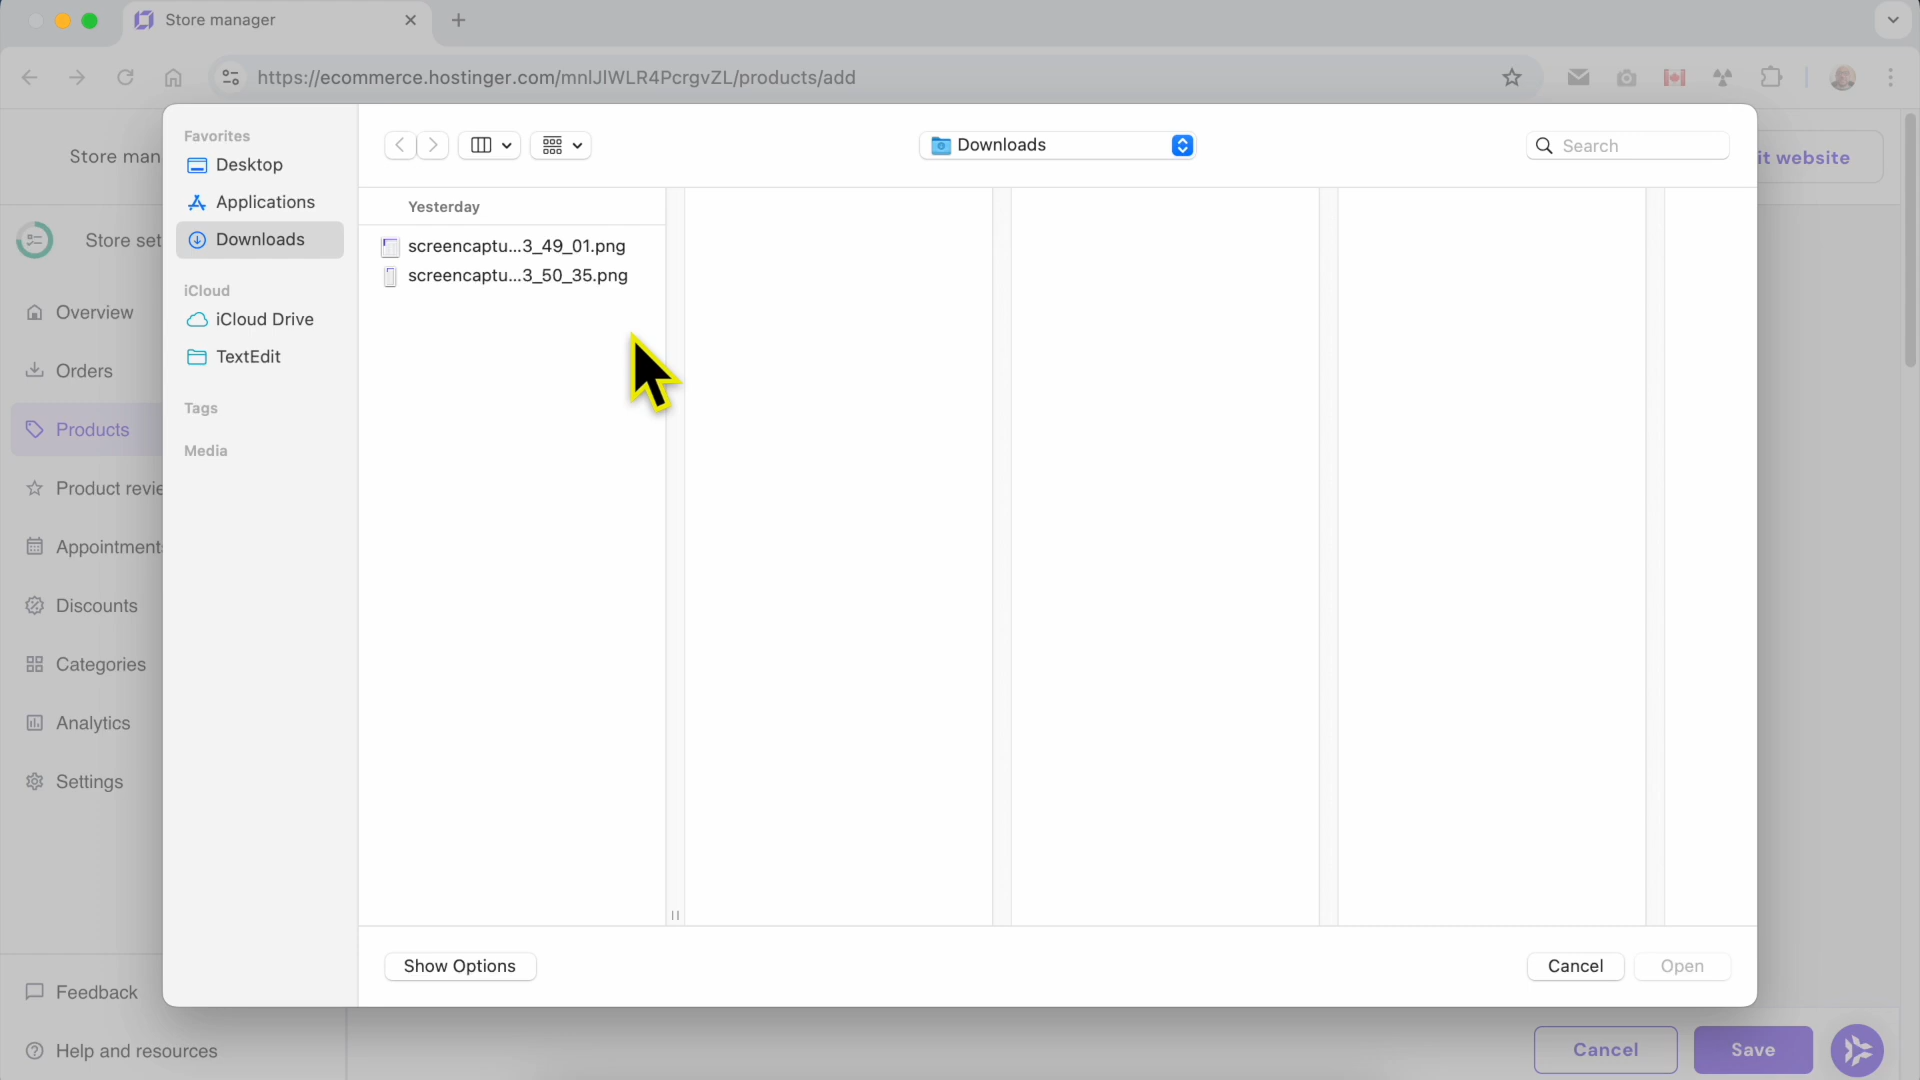 Store manager
https://ecommerce.hostinger.com/mnlJlWLR4PcrgvZL/products/add
Favorites
Desktop
Applications
Downloads
iCloud
iCloud Drive
TextEdit
Tags
Media
Downloads
Search
Yesterday
screencaptu...3_49_01.png
screencaptu...3_50_35.png
Show Options
Cancel
Open
Store man
it website
Store set
Overview
Orders
Products
Product revie
Appointment
Discounts
Categories
Analytics
Settings
Feedback
Help and resources
Cancel
Save